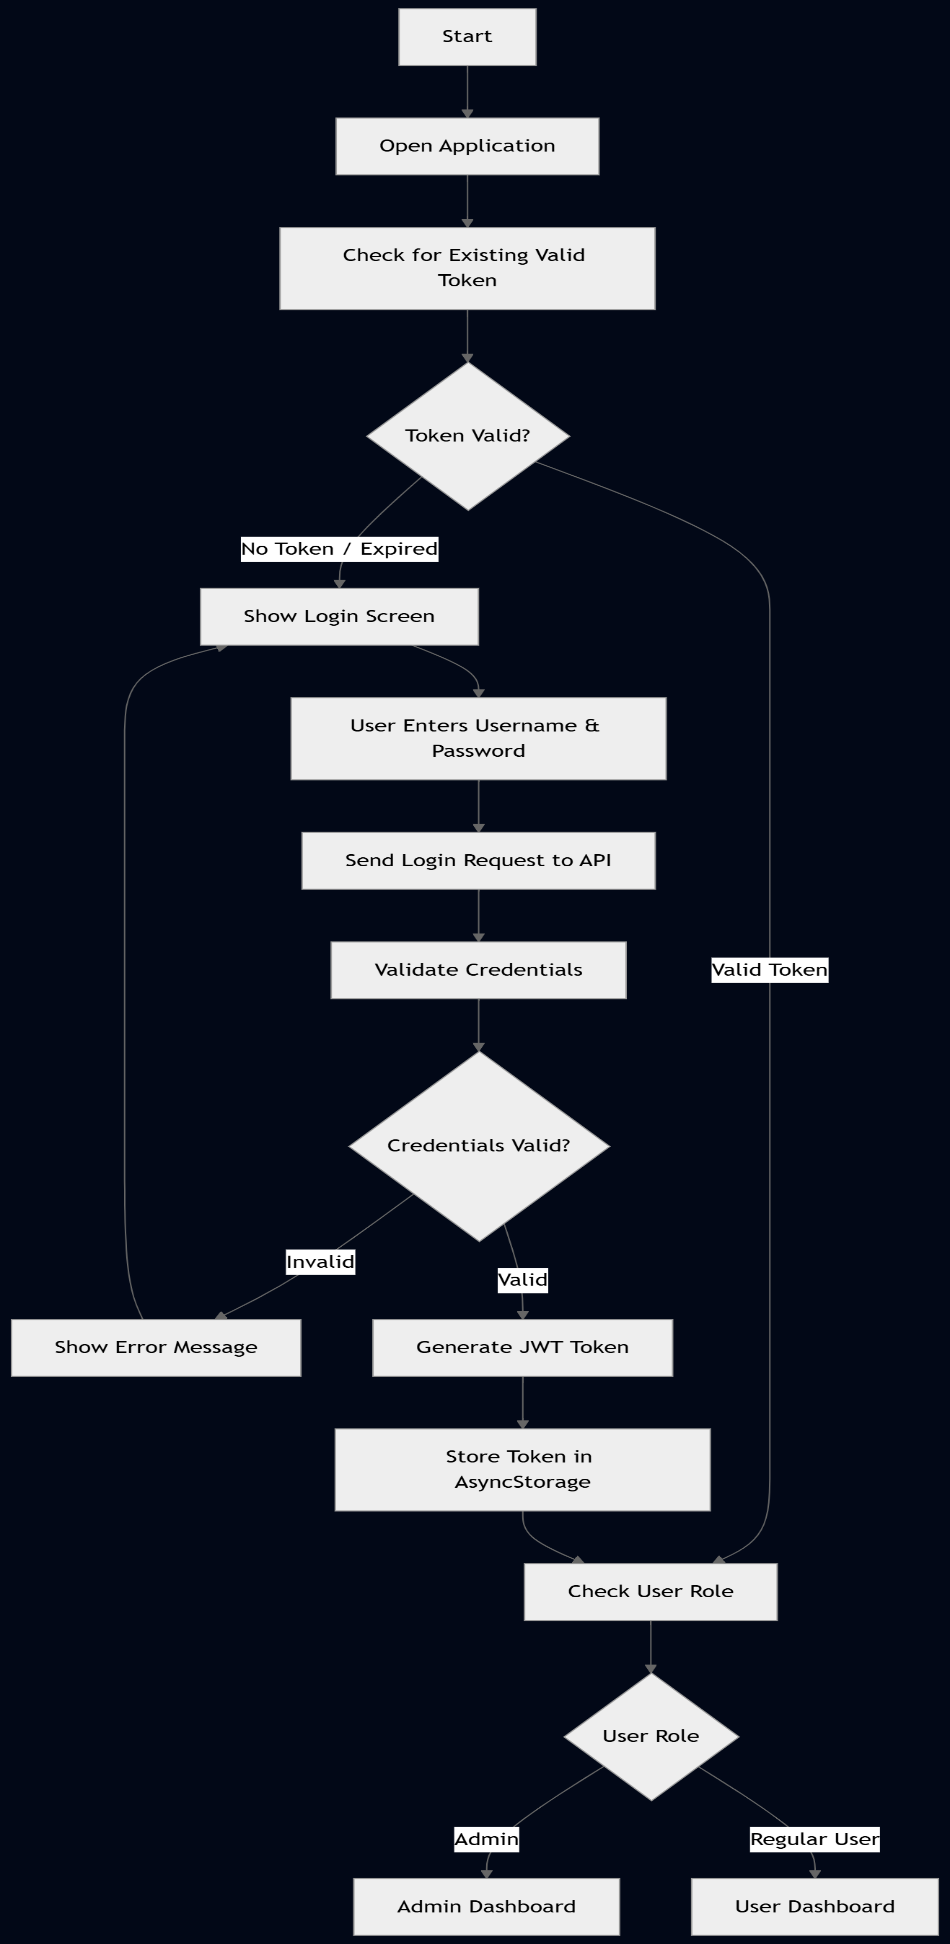 Start
Open Application
Check for Existing Valid
Token
Token Valid?
No Token / Expired
Show Login Screen
User Enters Username &
Password
Send Login Request to API
Validate Credentials
Valid Token
Credentials Valid?
Invalid
Valid
Show Error Message
Generate JWT Token
Store Token in
AsyncStorage
Check User Role
User Role
Admin
Regular User
Admin Dashboard
User Dashboard